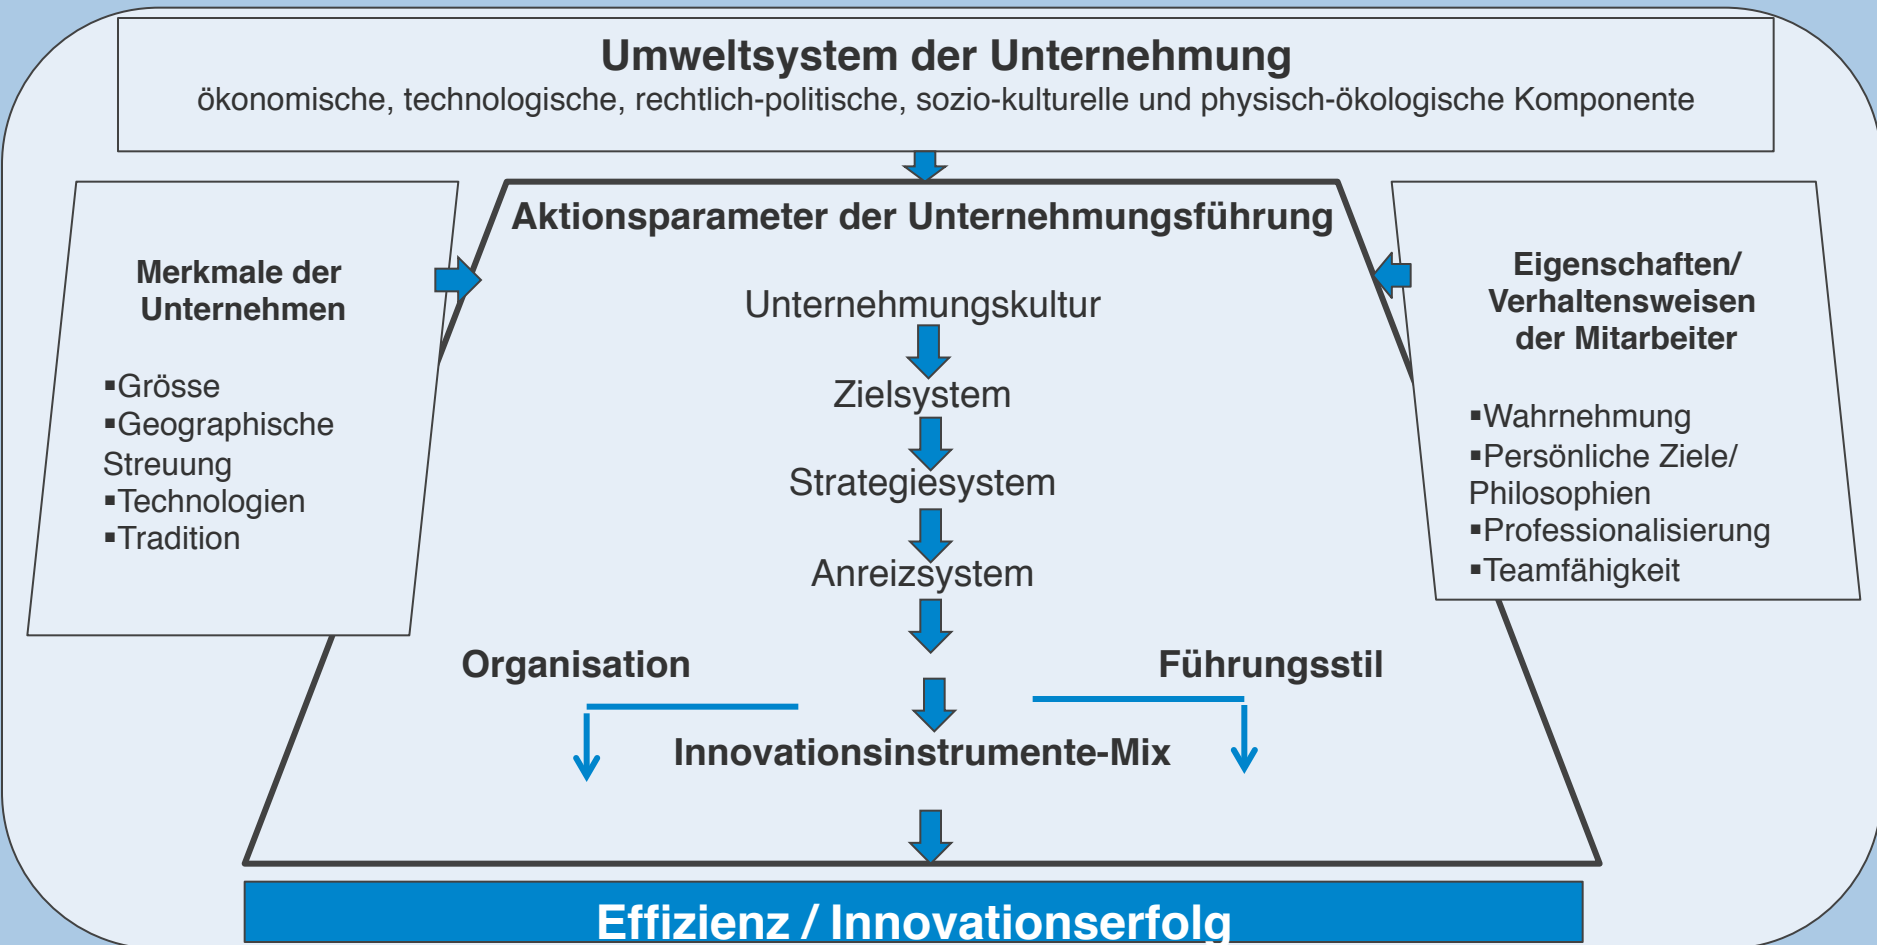 Umweltsystem der Unternehmung
ökonomische, technologische, rechtlich-politische, sozio-kulturelle und physisch-ökologische Komponente
Aktionsparameter der Unternehmungsführung
Merkmale der
Unternehmen
▪Grösse
▪Geographische
Streuung
▪Technologien
▪Tradition
Unternehmungskultur
Zielsystem
Strategiesystem
Anreizsystem
Organisation
Führungsstil
Innovationsinstrumente-Mix
Eigenschaften/
Verhaltensweisen
der Mitarbeiter
▪Wahrnehmung
▪Persönliche Ziele/
Philosophien
▪Professionalisierung
▪Teamfähigkeit
Effizienz / Innovationserfolg